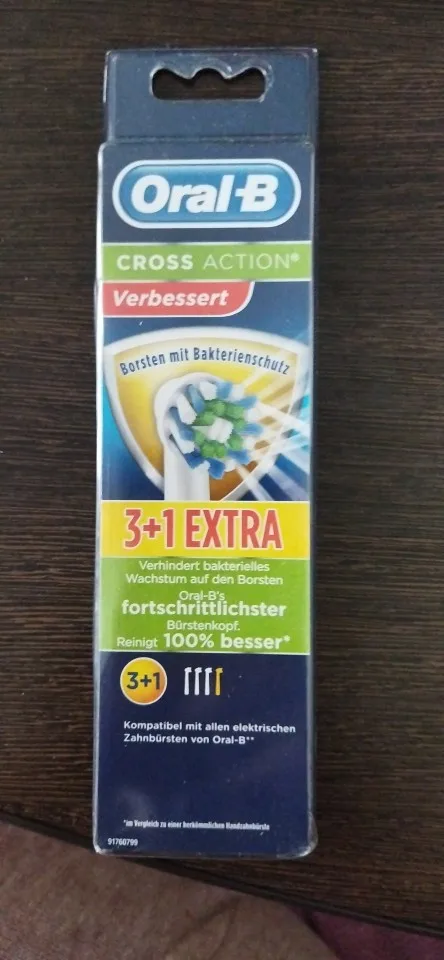 Oral-B
CROSS ACTION®
Verbessert
Borsten mit Bakterienschutz
3+1 EXTRA
Verhindert bakterielles
Wachstum auf den Borsten
Oral-B's
fortschrittlichster
Bürstenkopf.
Reinigt 100% besser*
3+1
Kompatibel mit allen elektrischen
Zahnbürsten von Oral-B**
*im Vergleich zu einer herkömmlichen Handzahnbürste
91760799